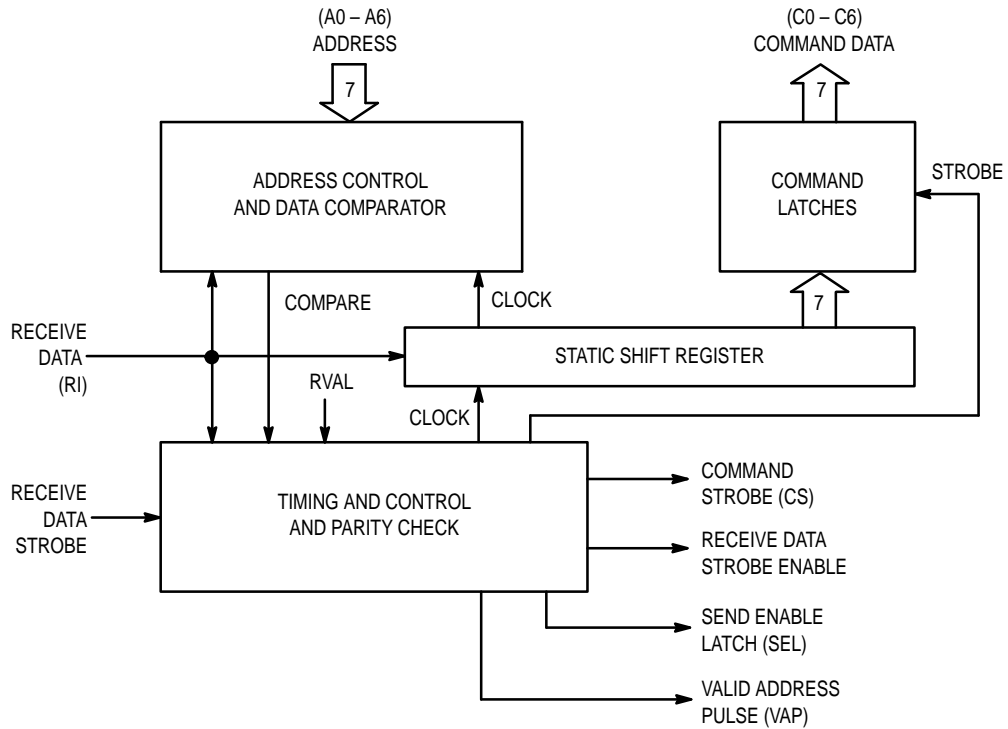 (A0 – A6)
ADDRESS
7
(C0 – C6)
COMMAND DATA
7
ADDRESS CONTROL
AND DATA COMPARATOR
COMMAND
LATCHES
STROBE
COMPARE
CLOCK
7
RECEIVE
DATA
(RI)
STATIC SHIFT REGISTER
RVAL
CLOCK
RECEIVE
DATA
STROBE
TIMING AND CONTROL
AND PARITY CHECK
COMMAND
STROBE (CS)
RECEIVE DATA
STROBE ENABLE
SEND ENABLE
LATCH (SEL)
VALID ADDRESS
PULSE (VAP)